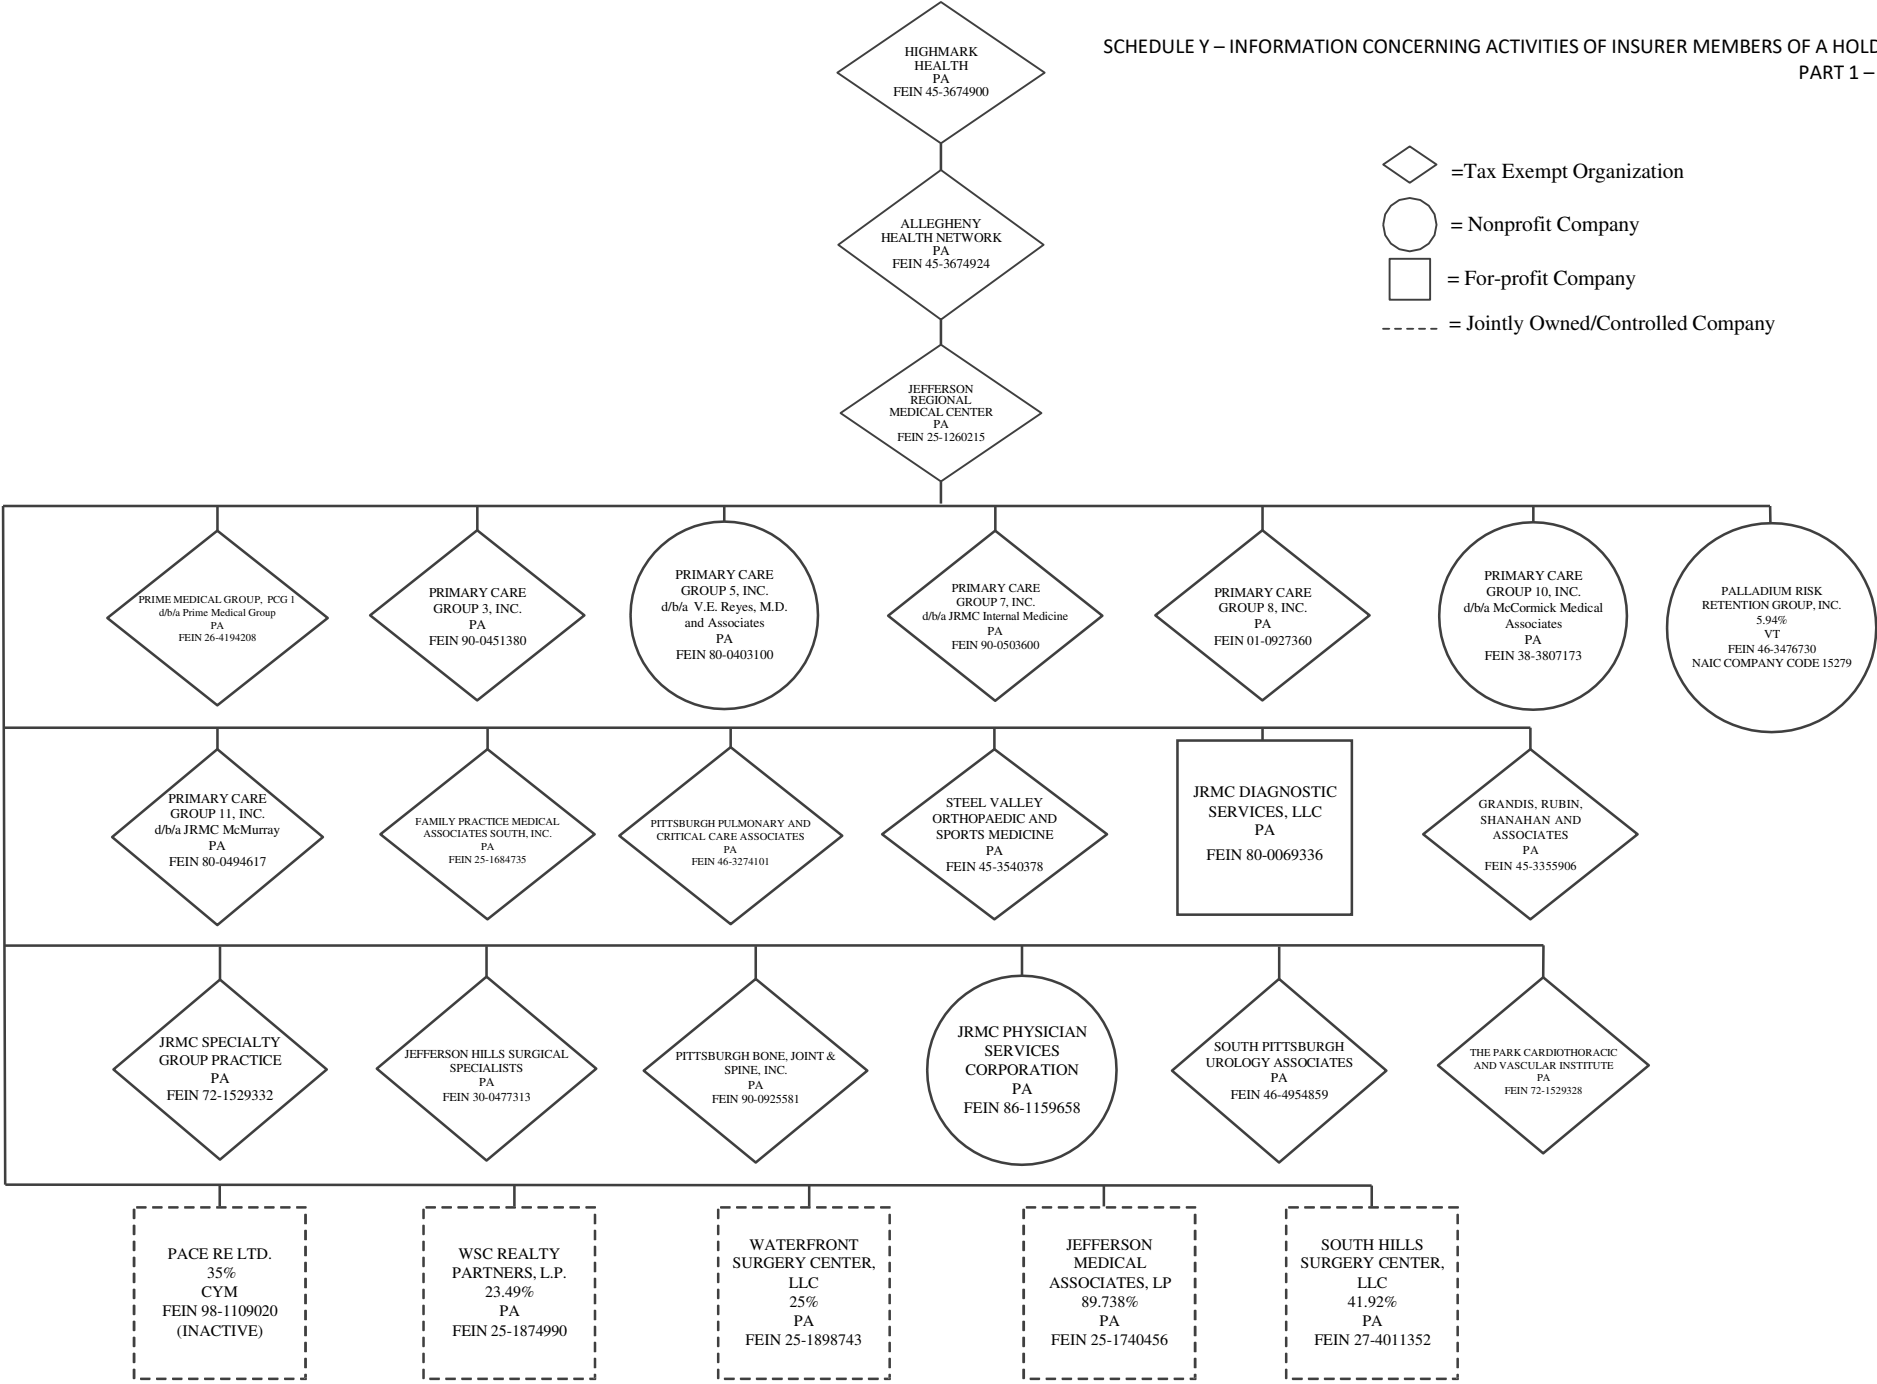 SCHEDULE Y – INFORMATION CONCERNING ACTIVITIES OF INSURER MEMBERS OF A HOLD
PART 1 –
HIGHMARK
HEALTH
PA
FEIN 45-3674900
=Tax Exempt Organization
= Nonprofit Company
= For-profit Company
= Jointly Owned/Controlled Company
ALLEGHENY
HEALTH NETWORK
PA
FEIN 45-3674924
JEFFERSON
REGIONAL
MEDICAL CENTER
PA
FEIN 25-1260215
PRIME MEDICAL GROUP, PCG 1
d/b/a Prime Medical Group
PA
FEIN 26-4194208
PRIMARY CARE
GROUP 3, INC.
PA
FEIN 90-0451380
PRIMARY CARE
GROUP 5, INC.
d/b/a V.E. Reyes, M.D.
and Associates
PA
FEIN 80-0403100
PRIMARY CARE
GROUP 7, INC.
d/b/a JRMC Internal Medicine
PA
FEIN 90-0503600
PRIMARY CARE
GROUP 8, INC.
PA
FEIN 01-0927360
PRIMARY CARE
GROUP 10, INC.
d/b/a McCormick Medical
Associates
PA
FEIN 38-3807173
PALLADIUM RISK
RETENTION GROUP, INC.
5.94%
VT
FEIN 46-3476730
NAIC COMPANY CODE 15279
PRIMARY CARE
GROUP 11, INC.
d/b/a JRMC McMurray
PA
FEIN 80-0494617
FAMILY PRACTICE MEDICAL
ASSOCIATES SOUTH, INC.
PA
FEIN 25-1684735
PITTSBURGH PULMONARY AND
CRITICAL CARE ASSOCIATES
PA
FEIN 46-3274101
STEEL VALLEY
ORTHOPAEDIC AND
SPORTS MEDICINE
PA
FEIN 45-3540378
JRMC DIAGNOSTIC
SERVICES, LLC
PA
FEIN 80-0069336
GRANDIS, RUBIN,
SHANAHAN AND
ASSOCIATES
PA
FEIN 45-3355906
JRMC SPECIALTY
GROUP PRACTICE
PA
FEIN 72-1529332
JEFFERSON HILLS SURGICAL
SPECIALISTS
PA
FEIN 30-0477313
PITTSBURGH BONE, JOINT &
SPINE, INC.
PA
FEIN 90-0925581
JRMC PHYSICIAN
SERVICES
CORPORATION
PA
FEIN 86-1159658
SOUTH PITTSBURGH
UROLOGY ASSOCIATES
PA
FEIN 46-4954859
THE PARK CARDIOTHORACIC
AND VASCULAR INSTITUTE
PA
FEIN 72-1529328
PACE RE LTD.
35%
CYM
FEIN 98-1109020
(INACTIVE)
WSC REALTY
PARTNERS, L.P.
23.49%
PA
FEIN 25-1874990
WATERFRONT
SURGERY CENTER,
LLC
25%
PA
FEIN 25-1898743
JEFFERSON
MEDICAL
ASSOCIATES, LP
89.738%
PA
FEIN 25-1740456
SOUTH HILLS
SURGERY CENTER,
LLC
41.92%
PA
FEIN 27-4011352